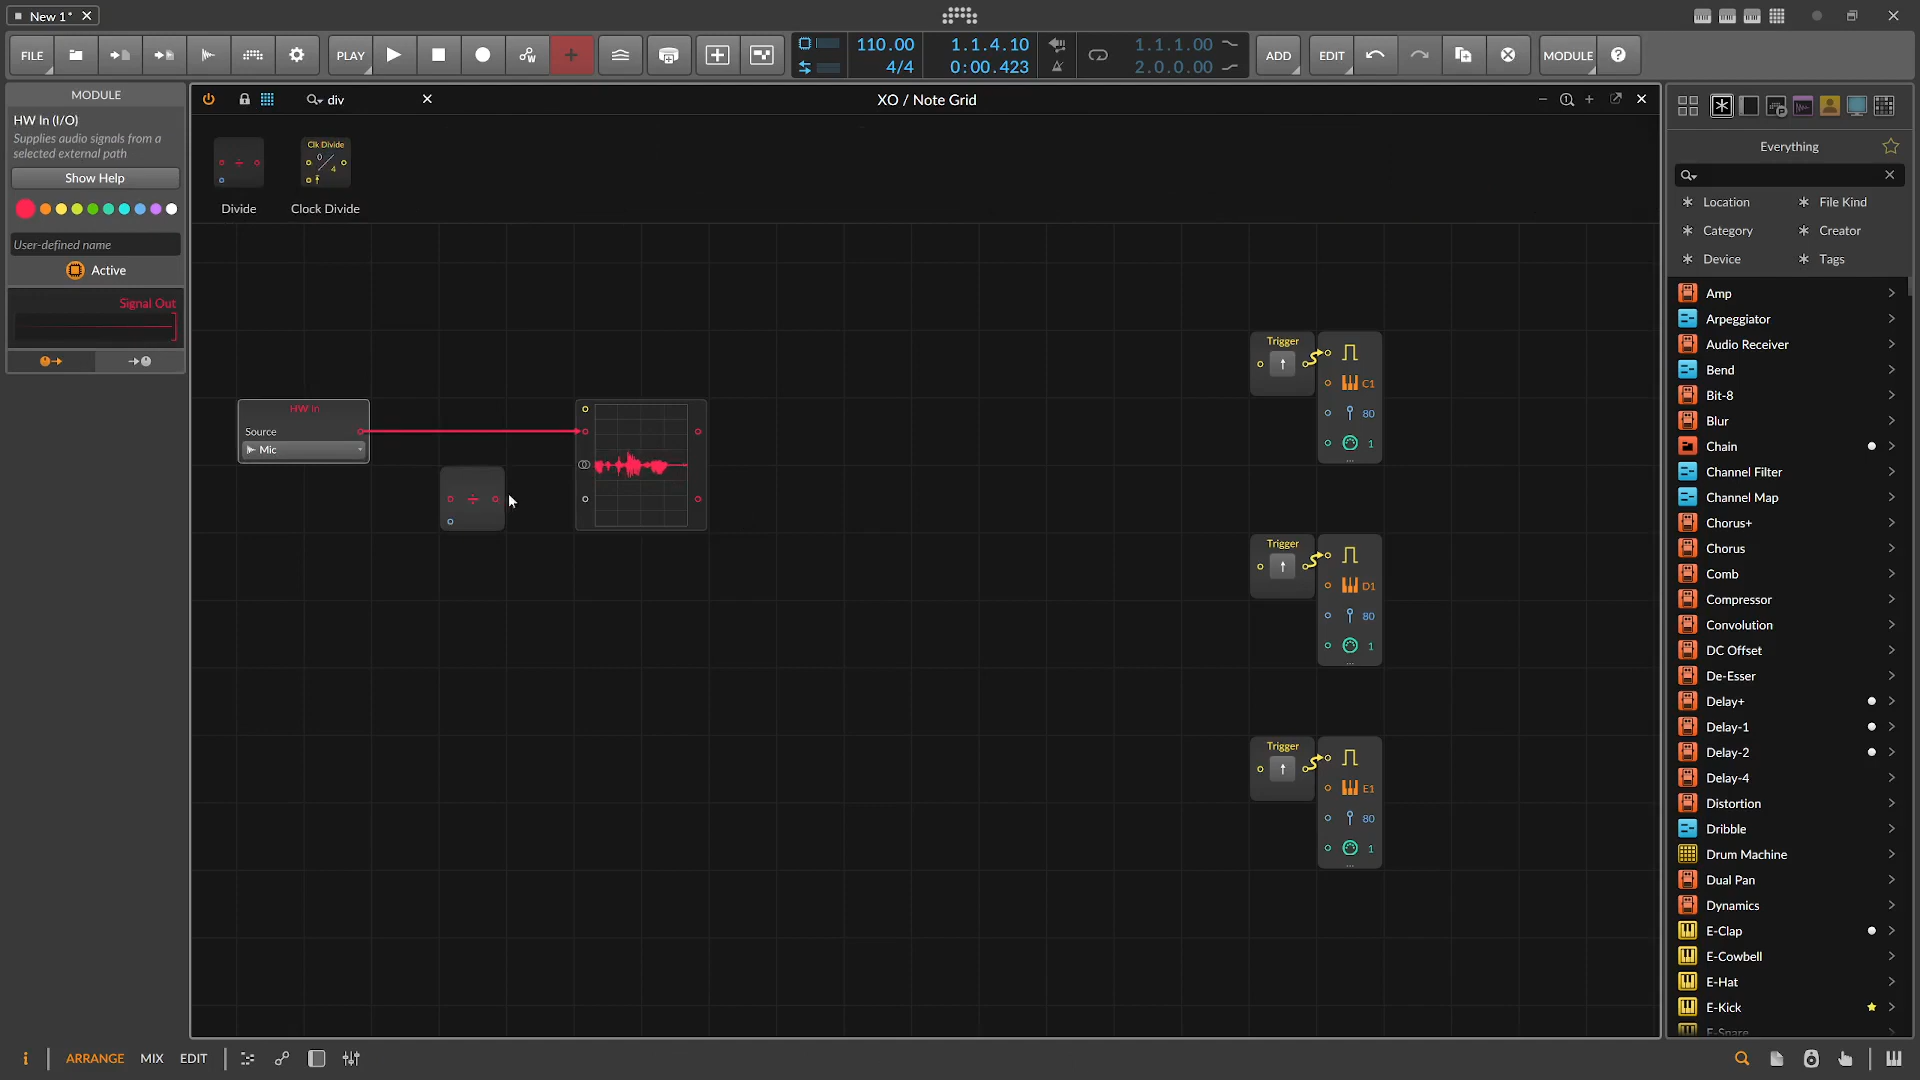 New 1*
FILE
PLAY
110.00
4/4
1.1.4.10
0:00.423
1.1.1.00
2.0.0.00
ADD
EDIT
MODULE
MODULE
HW In (I/O)
Supplies audio signals from a
selected external path
Show Help
User-defined name
Active
Signal Out
div
XO / Note Grid
Divide
Clk Divide
0
4
Clock Divide
HW In
Source
Mic
Trigger
C1
80
1
Trigger
D1
80
1
Trigger
E1
80
1
Everything
Location
File Kind
Category
Creator
Device
Tags
Amp
Arpeggiator
Audio Receiver
Bend
Bit-8
Blur
Chain
Channel Filter
Channel Map
Chorus+
Chorus
Comb
Compressor
Convolution
DC Offset
De-Esser
Delay+
Delay-1
Delay-2
Delay-4
Distortion
Dribble
Drum Machine
Dual Pan
Dynamics
E-Clap
E-Cowbell
E-Hat
E-Kick
E-Snare
ARRANGE
MIX
EDIT